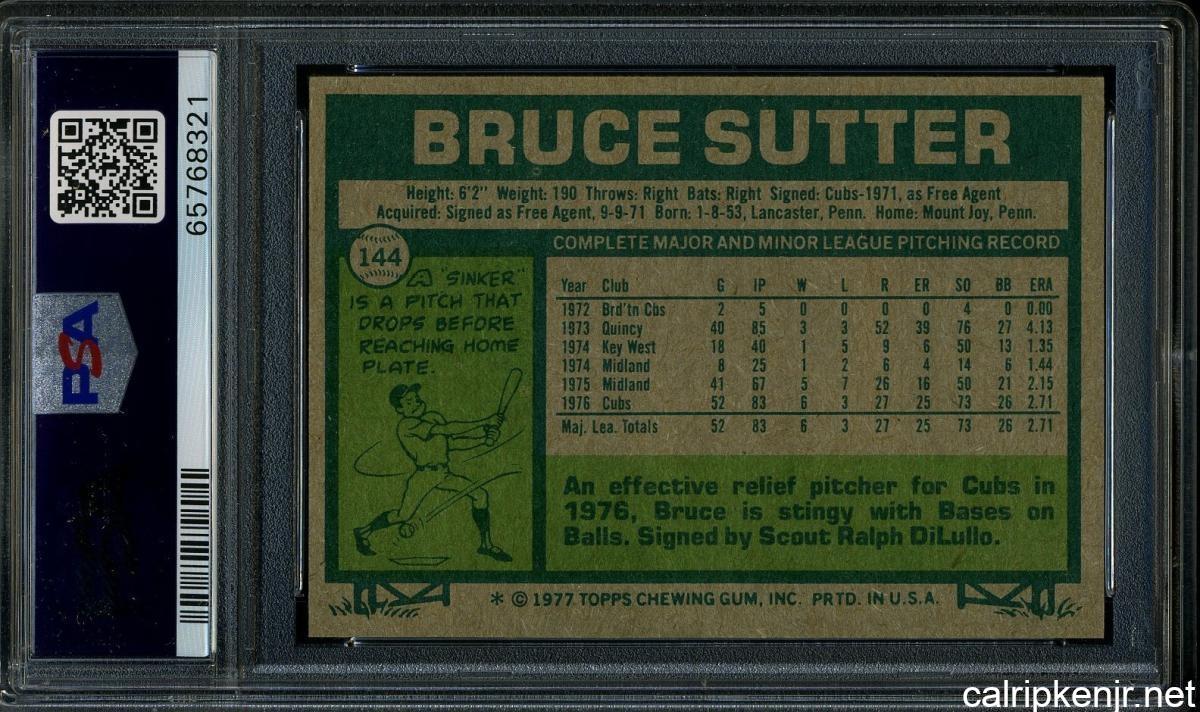 65768321
PSA
BRUCE SUTTER
Height: 6'2" Weight: 190 Throws: Right Bats: Right Signed: Cubs-1971, as Free Agent
Acquired: Signed as Free Agent, 9-9-71 Born: 1-8-53, Lancaster, Penn. Home: Mount Joy, Penn.
144
A "SINKER"
IS A PITCH THAT
DROPS BEFORE
REACHING HOME
PLATE.
COMPLETE MAJOR AND MINOR LEAGUE PITCHING RECORD
Year Club G IP W L R ER SO BB ERA
1972 Brd'tn Cbs 2 5 0 0 0 0 4 0 0.00
1973 Quincy 40 85 3 3 52 39 76 27 4.13
1974 Key West 18 40 1 5 9 6 50 13 1.35
1974 Midland 8 25 1 2 6 4 14 6 1.44
1975 Midland 41 67 5 7 26 16 50 21 2.15
1976 Cubs 52 83 6 3 27 25 73 26 2.71
Maj. Lea. Totals 52 83 6 3 27 25 73 26 2.71
An effective relief pitcher for Cubs in
1976, Bruce is stingy with Bases on
Balls. Signed by Scout Ralph DiLullo.
* © 1977 TOPPS CHEWING GUM, INC. PRTD. IN U.S.A.
calripkenjr.net